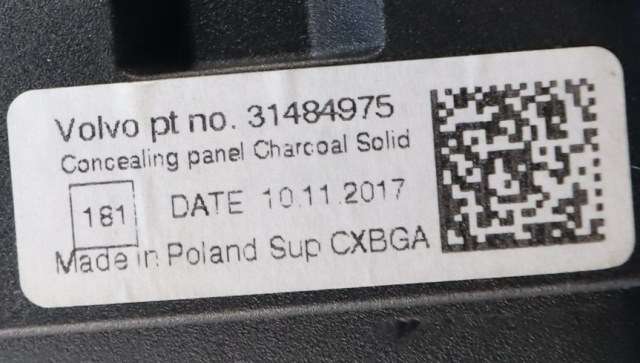 Volvo pt no. 31484975
Concealing panel Charcoal Solid
181 DATE 10.11.2017
Made in Poland Sup CXBGA